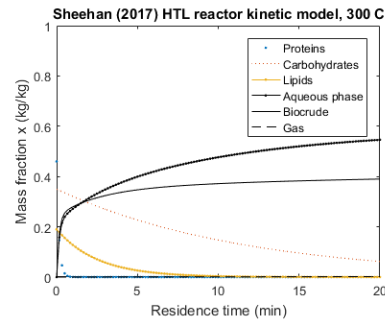 Sheehan (2017) HTL reactor kinetic model, 300 C
Mass fraction x (kg/kg)
1
0.8
0.6
0.4
0.2
0
0
5
10
15
20
Residence time (min)
Proteins
Carbohydrates
Lipids
Aqueous phase
Biocrude
Gas